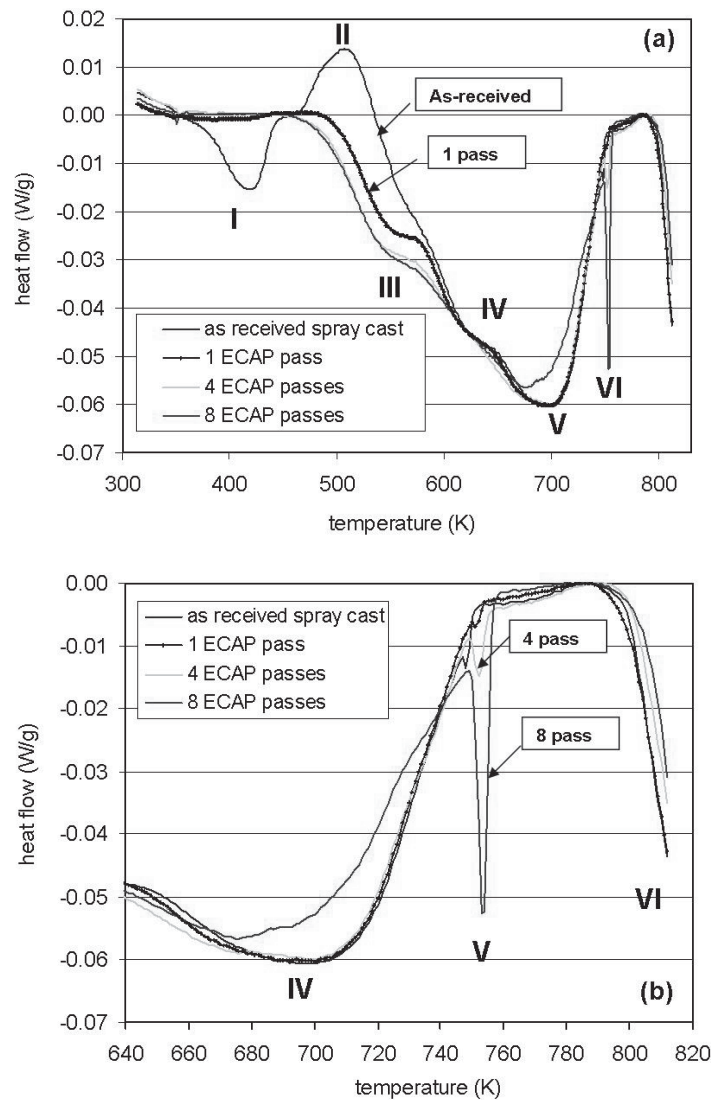 (a)
0.02
0.01
0.00
-0.01
-0.02
-0.03
-0.04
-0.05
-0.06
-0.07
heat flow (W/g)
II
As-received
1 pass
I
III
IV
V
VI
as received spray cast
1 ECAP pass
4 ECAP passes
8 ECAP passes
300 400 500 600 700 800
temperature (K)
0.00
-0.01
-0.02
-0.03
-0.04
-0.05
-0.06
-0.07
heat flow (W/g)
as received spray cast
1 ECAP pass
4 ECAP passes
8 ECAP passes
4 pass
8 pass
IV
V
VI
(b)
640 660 680 700 720 740 760 780 800 820
temperature (K)